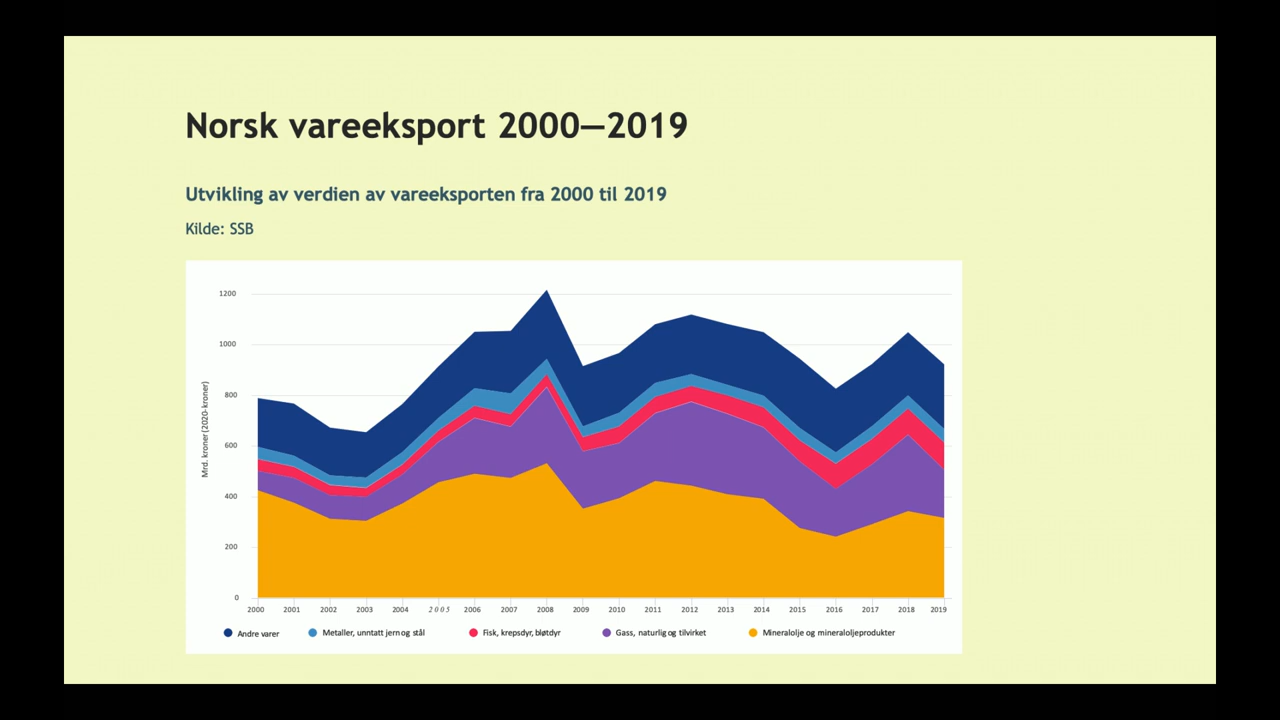 Norsk vareeksport 2000—2019
Utvikling av verdien av vareeksporten fra 2000 til 2019
Kilde: SSB
Mrd. kroner (2020-kroner)
1200
1000
800
600
400
200
0
2000 2001 2002 2003 2004 2005 2006 2007 2008 2009 2010 2011 2012 2013 2014 2015 2016 2017 2018 2019
Andre varer Metaller, unntatt jern og stål Fisk, krepsdyr, bløtdyr Gass, naturlig og tilvirket Mineralolje og mineraloljeprodukter